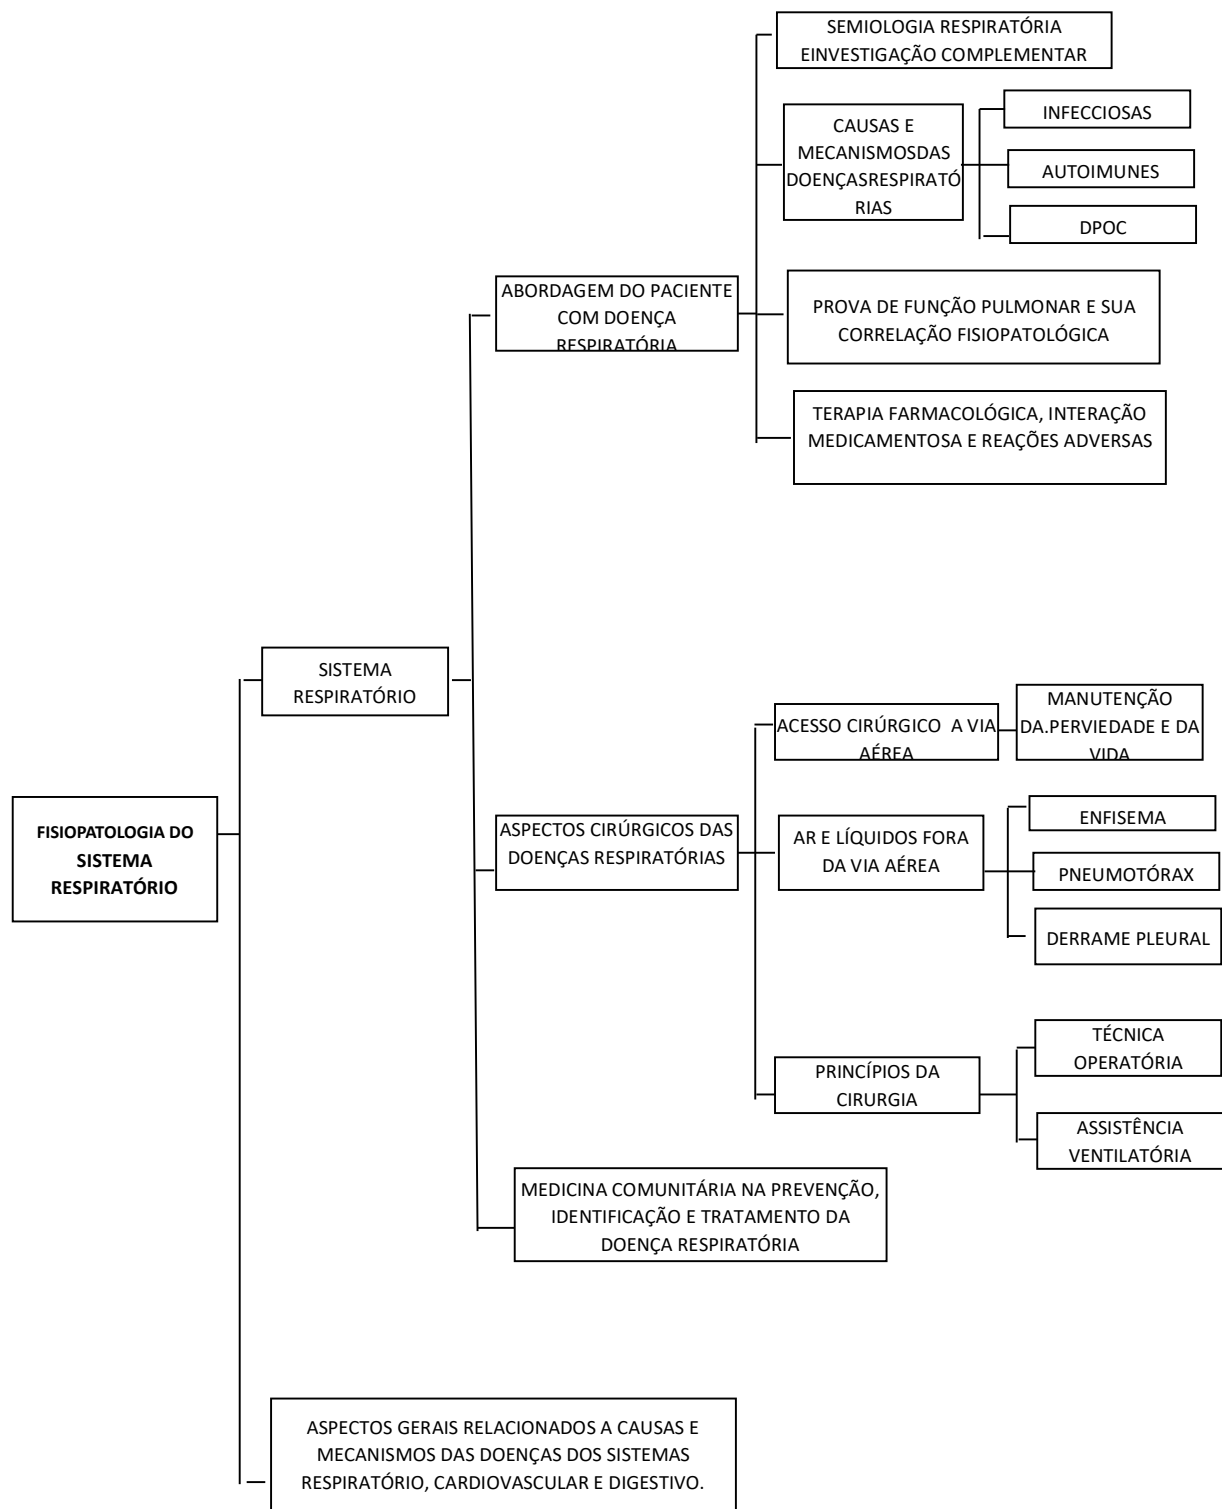 SEMIOLOGIA RESPIRATÓRIA
EINVESTIGAÇÃO COMPLEMENTAR
CAUSAS E
MECANISMOSDAS
DOENÇASRESPIRATÓ
RIAS
INFECCIOSAS
AUTOIMUNES
DPOC
ABORDAGEM DO PACIENTE
COM DOENÇA
RESPIRATÓRIA
PROVA DE FUNÇÃO PULMONAR E SUA
CORRELAÇÃO FISIOPATOLÓGICA
TERAPIA FARMACOLÓGICA, INTERAÇÃO
MEDICAMENTOSA E REAÇÕES ADVERSAS
SISTEMA
RESPIRATÓRIO
ACESSO CIRÚRGICO A VIA
AÉREA
MANUTENÇÃO
DA.PERVIEDADE E DA
VIDA
FISIOPATOLOGIA DO
SISTEMA
RESPIRATÓRIO
ASPECTOS CIRÚRGICOS DAS
DOENÇAS RESPIRATÓRIAS
AR E LÍQUIDOS FORA
DA VIA AÉREA
ENFISEMA
PNEUMOTÓRAX
DERRAME PLEURAL
PRINCÍPIOS DA
CIRURGIA
TÉCNICA
OPERATÓRIA
ASSISTÊNCIA
VENTILATÓRIA
MEDICINA COMUNITÁRIA NA PREVENÇÃO,
IDENTIFICAÇÃO E TRATAMENTO DA
DOENÇA RESPIRATÓRIA
ASPECTOS GERAIS RELACIONADOS A CAUSAS E
MECANISMOS DAS DOENÇAS DOS SISTEMAS
RESPIRATÓRIO, CARDIOVASCULAR E DIGESTIVO.